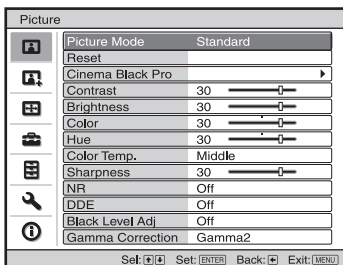 Picture
Picture Mode Standard
Reset
Cinema Black Pro
Contrast 30
Brightness 30
Color 30
Hue 30
Color Temp. Middle
Sharpness 30
NR Off
DDE Off
Black Level Adj Off
Gamma Correction Gamma2
Sel: Set: ENTER Back: Exit: MENU